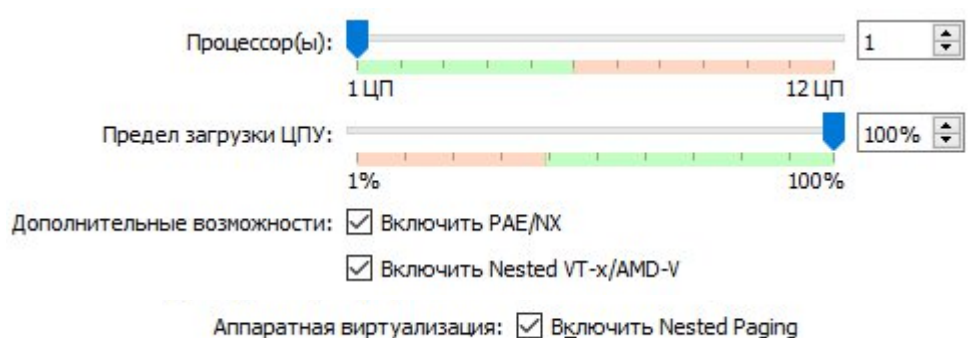 Процессор(ы): 1
1 ЦП 12 ЦП
Предел загрузки ЦПУ: 100%
1% 100%
Дополнительные возможности: Включить PAE/NX
Включить Nested VT-x/AMD-V
Аппаратная виртуализация: Включить Nested Paging